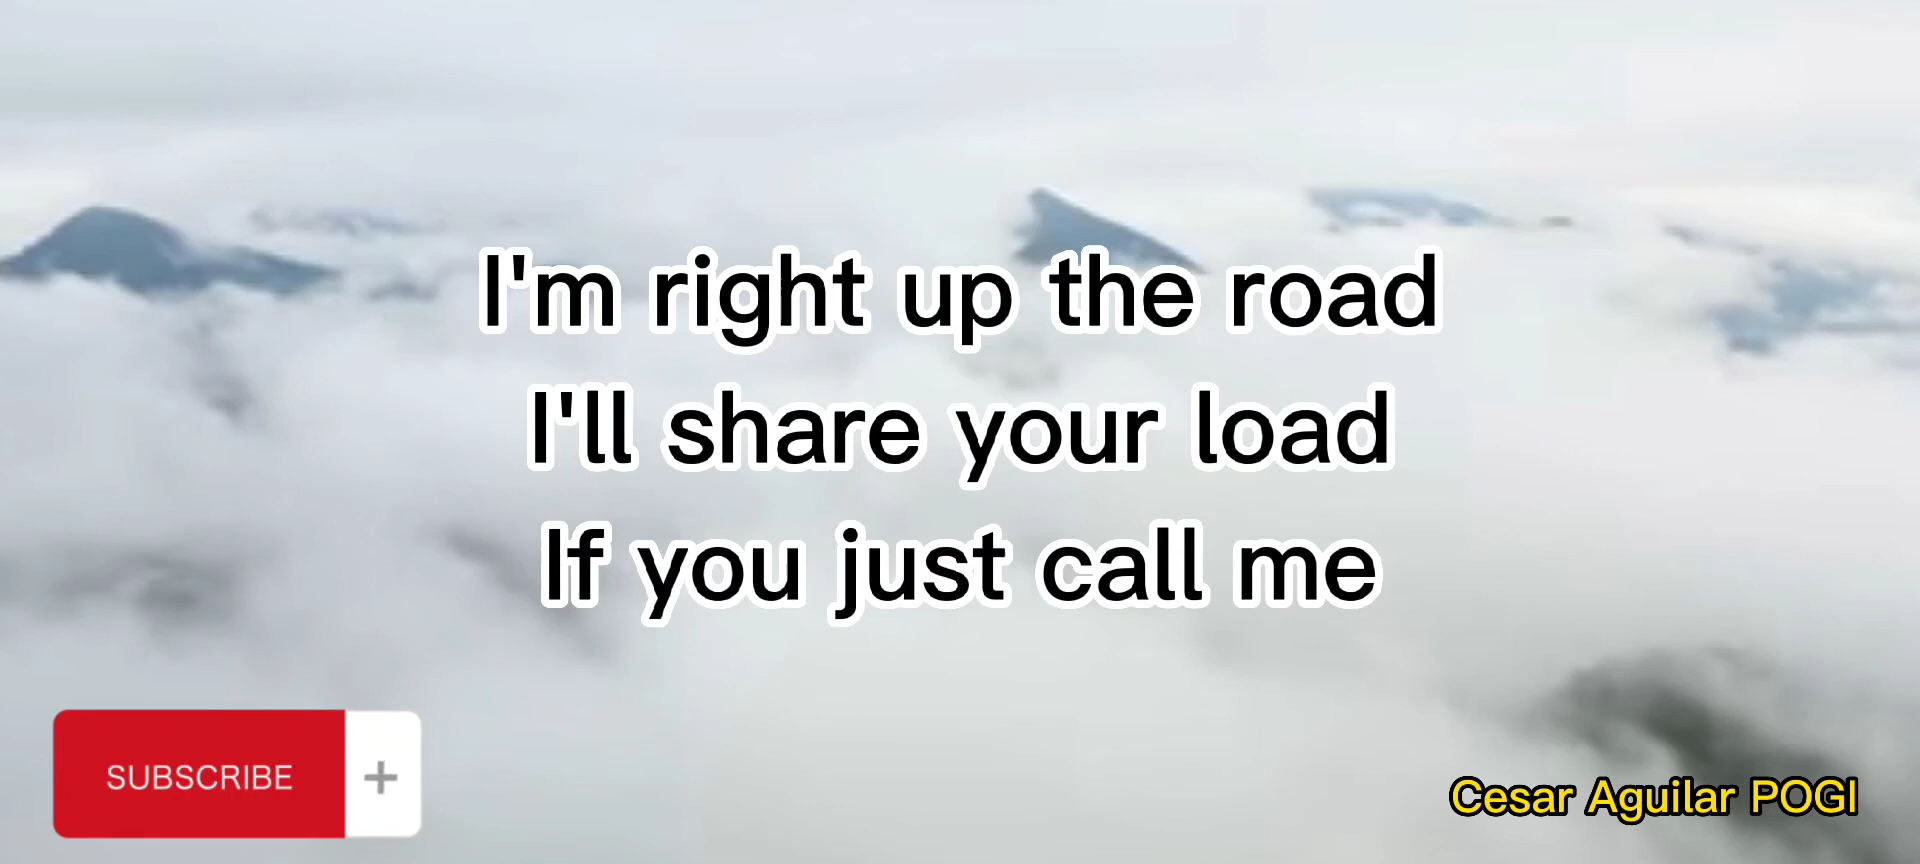 I'm right up the road
I'll share your load
If you just call me
SUBSCRIBE +
Cesar Aguilar POGI